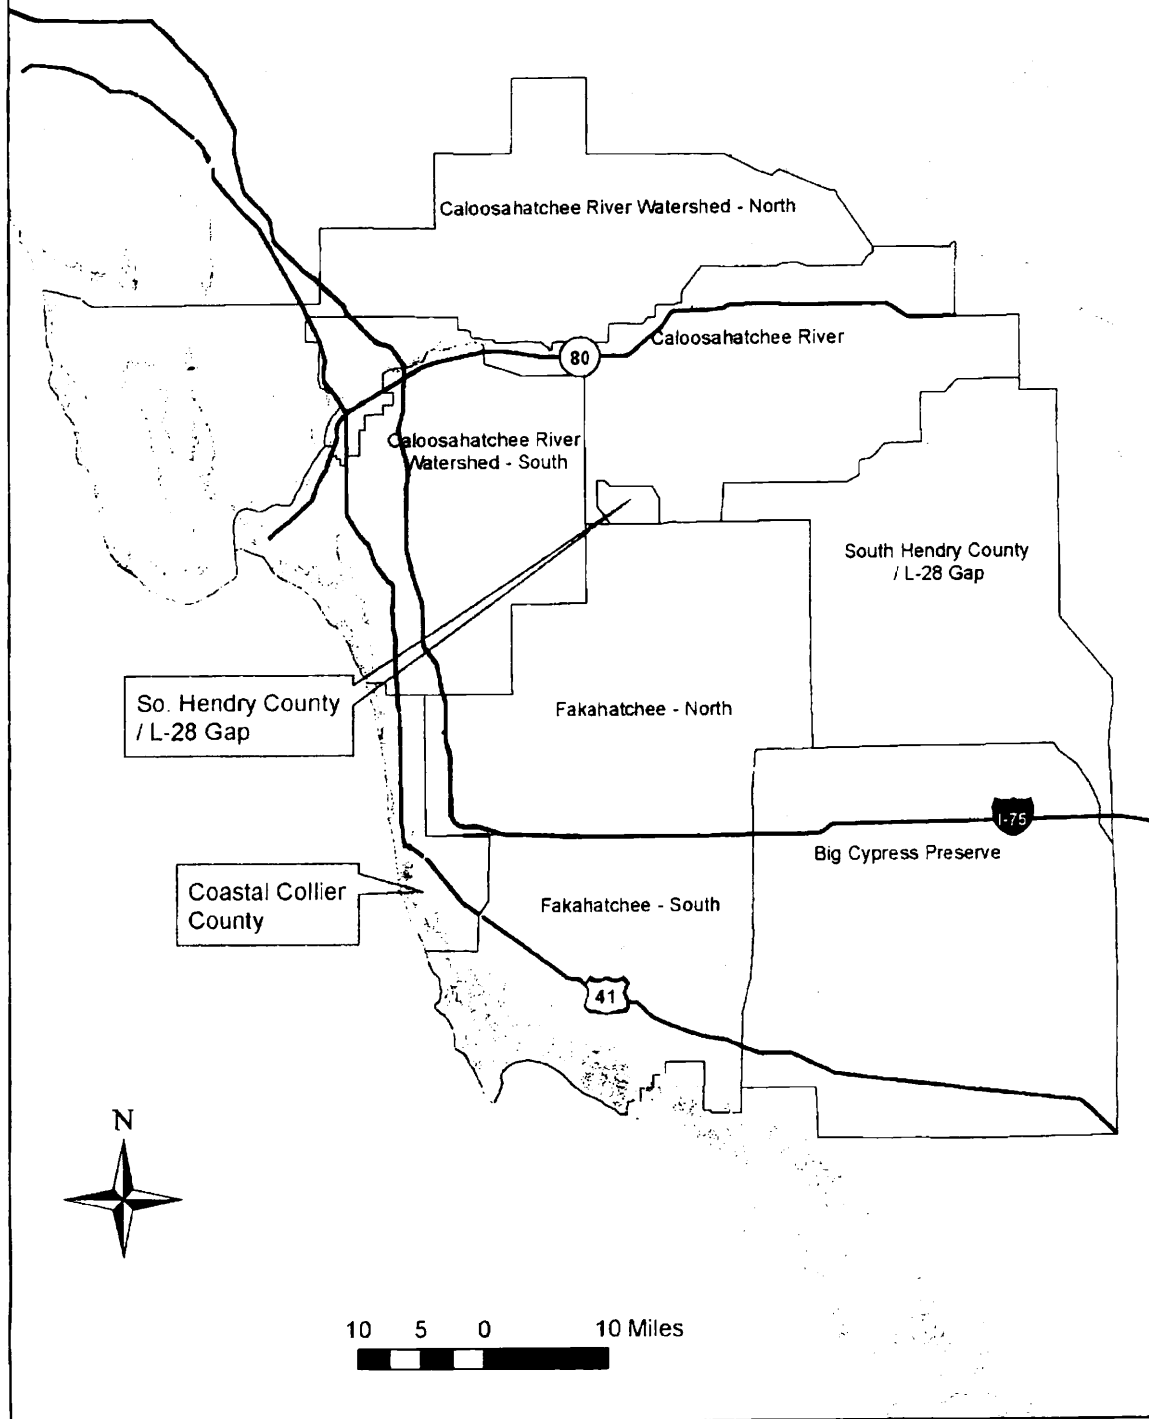 Caloosahatchee River Watershed - North
Caloosahatchee River
80
Caloosahatchee River
Watershed - South
South Hendry County
/ L-28 Gap
So. Hendry County
/ L-28 Gap
Fakahatchee - North
I-75
Big Cypress Preserve
Coastal Collier
County
Fakahatchee - South
41
N
10 5 0 10 Miles